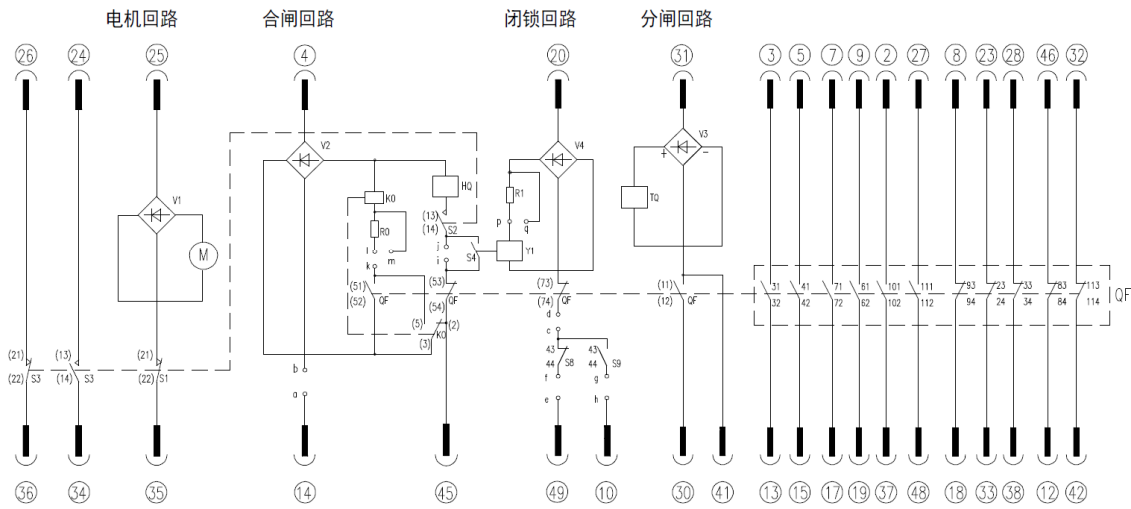 电机回路 合闸回路 闭锁回路 分闸回路
26 24 25 4 20 31 3 5 7 9 2 27 8 23 28 46 32
V2 V4 V3
+ -
HQ
K0 R1 TQ
V1
(13) p q
(14) S2
R0 Y1
j
M l m i S4
k
(51) (53) (73) (11) 31 41 71 61 101 111 93 23 33 83 113
(52) QF QF (74) QF (12) QF 32 42 72 62 102 112 94 24 34 84 114 QF
(54) d
(5) (2) c
(3) K0
(21) (13) (21) 43 43
(22) S3 (14) S3 (22) S1 b 44 S8 44 S9
f g
a e h
36 34 35 14 45 49 10 30 41 13 15 17 19 37 48 18 33 38 12 42